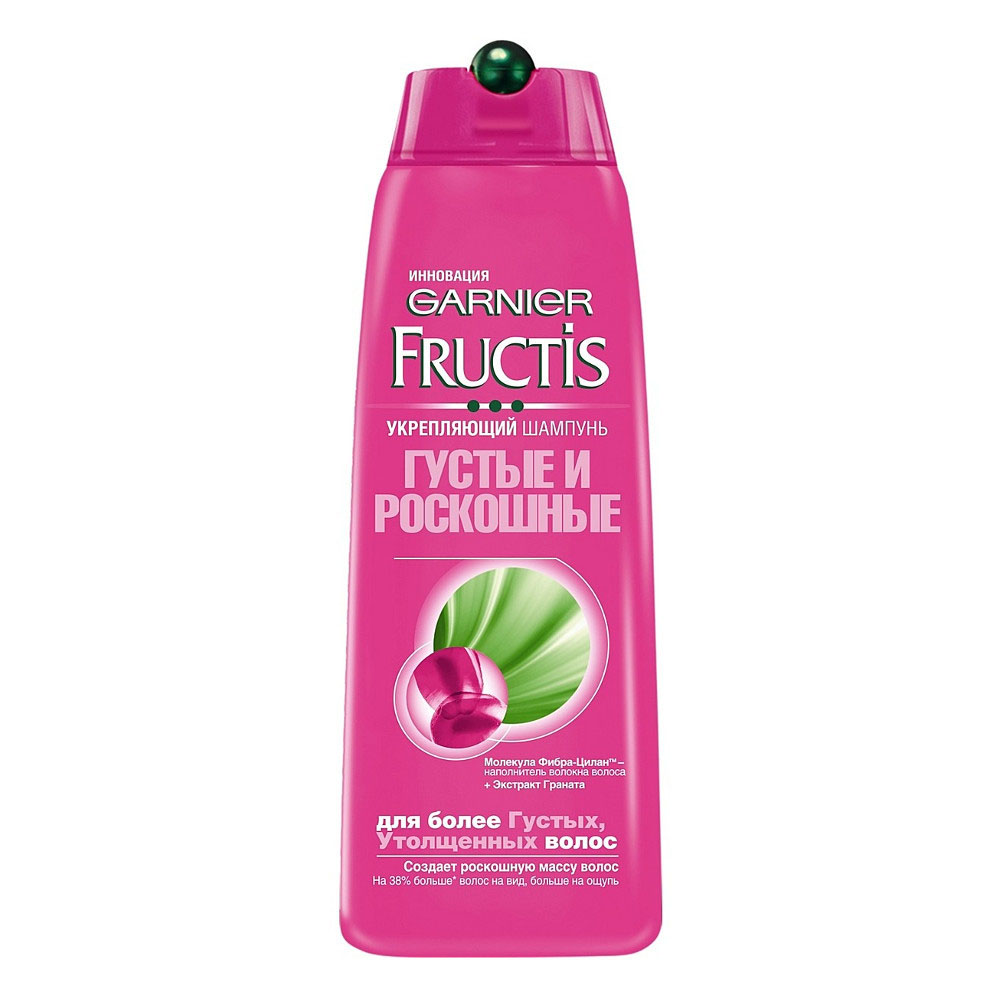 ИННОВАЦИЯ
GARNIER
FRUCTIS
УКРЕПЛЯЮЩИЙ ШАМПУНЬ
ГУСТЫЕ И
РОСКОШНЫЕ
Молекула Фибра-Цилан™ –
наполнитель волокна волоса
+ Экстракт Граната
для более Густых,
Утолщенных волос
Создает роскошную массу волос
На 38% больше* волос на вид, больше на ощупь